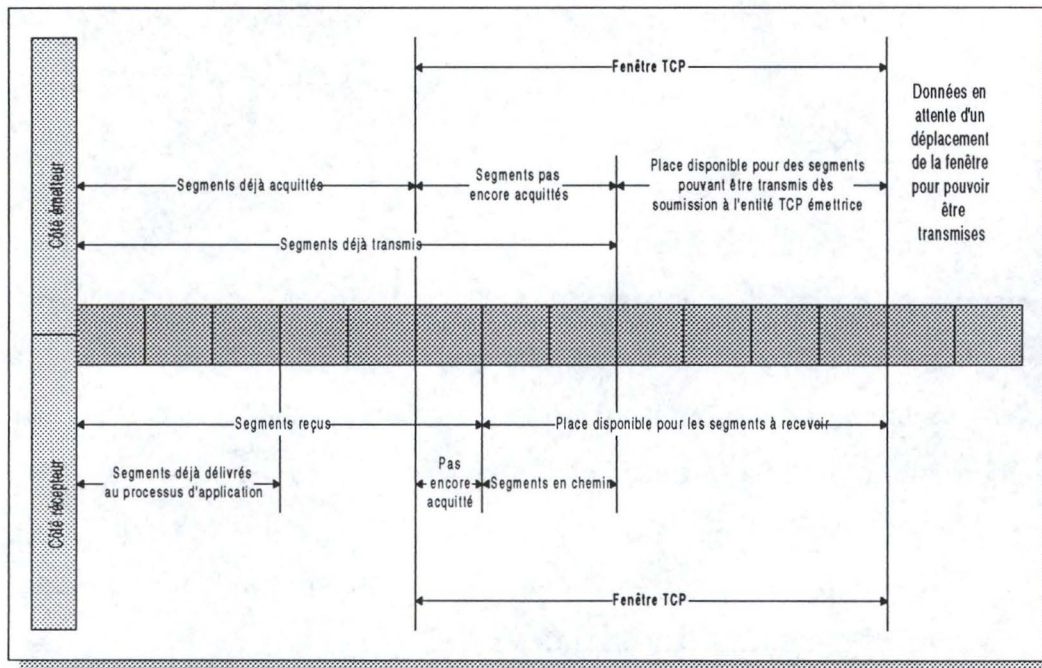 Côté émetteur
Fenêtre TCP
Données en
attente d'un
déplacement
de la fenêtre
pour pouvoir
être
transmises
Segments déjà acquittés
Segments pas
encore acquittés
Place disponible pour des segments
pouvant être transmis dès
soumission à l'entité TCP émettrice
Segments déjà transmis
Côté récepteur
Segments reçus
Place disponible pour les segments à recevoir
Segments déjà délivrés
au processus d'application
Pas
encore
acquitté
Segments en chemin
Fenêtre TCP